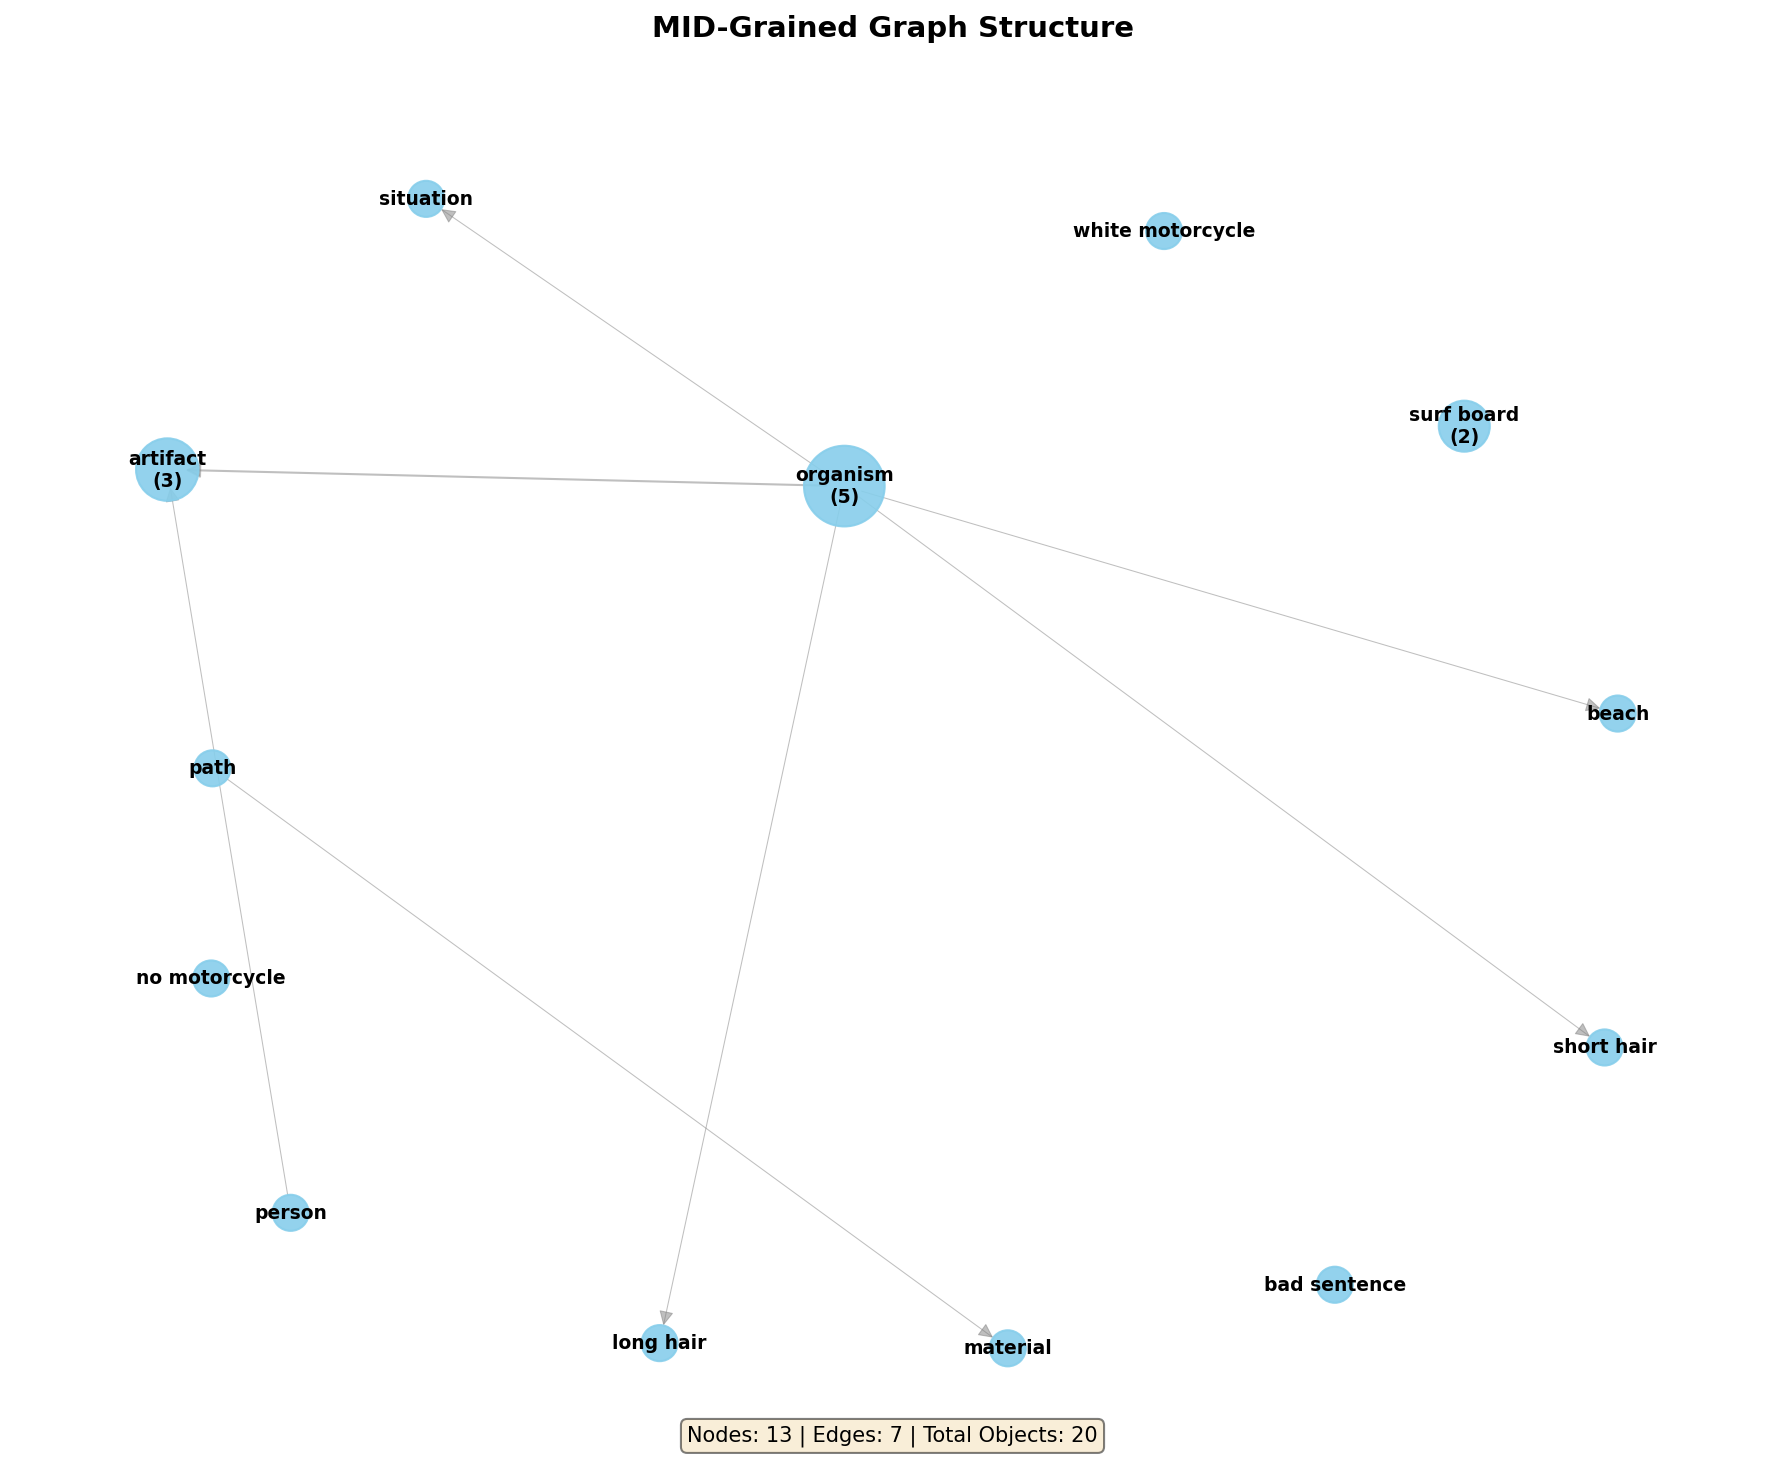 MID-Grained Graph Structure
situation
white motorcycle
surf board
(2)
artifact
(3)
organism
(5)
beach
path
no motorcycle
short hair
person
bad sentence
long hair
material
Nodes: 13 | Edges: 7 | Total Objects: 20